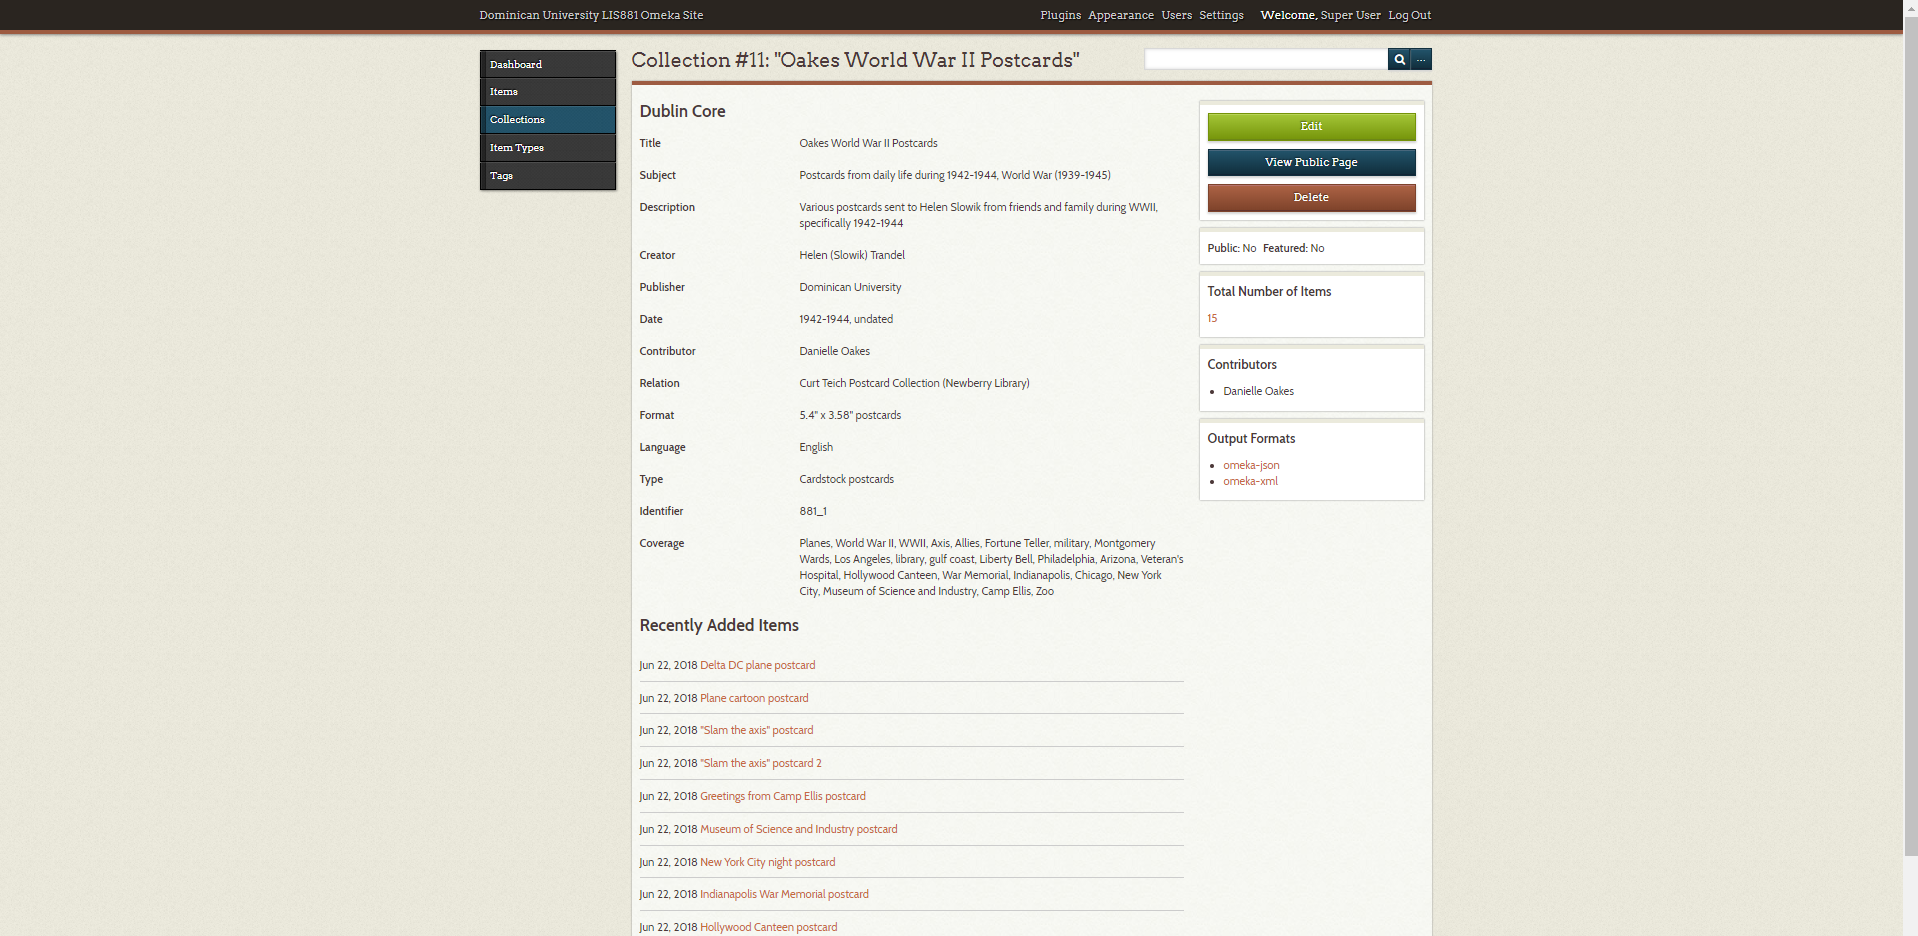 Dominican University LIS881 Omeka Site
Plugins Appearance Users Settings Welcome, Super User Log Out
Dashboard
Items
Collections
Item Types
Tags
Collection #11: "Oakes World War II Postcards"
...
Dublin Core
Title Oakes World War II Postcards
Subject Postcards from daily life during 1942-1944, World War (1939-1945)
Description Various postcards sent to Helen Slowik from friends and family during WWII,
specifically 1942-1944
Creator Helen (Slowik) Trandel
Publisher Dominican University
Date 1942-1944, undated
Contributor Danielle Oakes
Relation Curt Teich Postcard Collection (Newberry Library)
Format 5.4" x 3.58" postcards
Language English
Type Cardstock postcards
Identifier 881_1
Coverage Planes, World War II, WWII, Axis, Allies, Fortune Teller, military, Montgomery
Wards, Los Angeles, library, gulf coast, Liberty Bell, Philadelphia, Arizona, Veteran's
Hospital, Hollywood Canteen, War Memorial, Indianapolis, Chicago, New York
City, Museum of Science and Industry, Camp Ellis, Zoo
Recently Added Items
Jun 22, 2018 Delta DC plane postcard
Jun 22, 2018 Plane cartoon postcard
Jun 22, 2018 "Slam the axis" postcard
Jun 22, 2018 "Slam the axis" postcard 2
Jun 22, 2018 Greetings from Camp Ellis postcard
Jun 22, 2018 Museum of Science and Industry postcard
Jun 22, 2018 New York City night postcard
Jun 22, 2018 Indianapolis War Memorial postcard
Jun 22, 2018 Hollywood Canteen postcard
Edit
View Public Page
Delete
Public: No Featured: No
Total Number of Items
15
Contributors
Danielle Oakes
Output Formats
omeka-json
omeka-xml